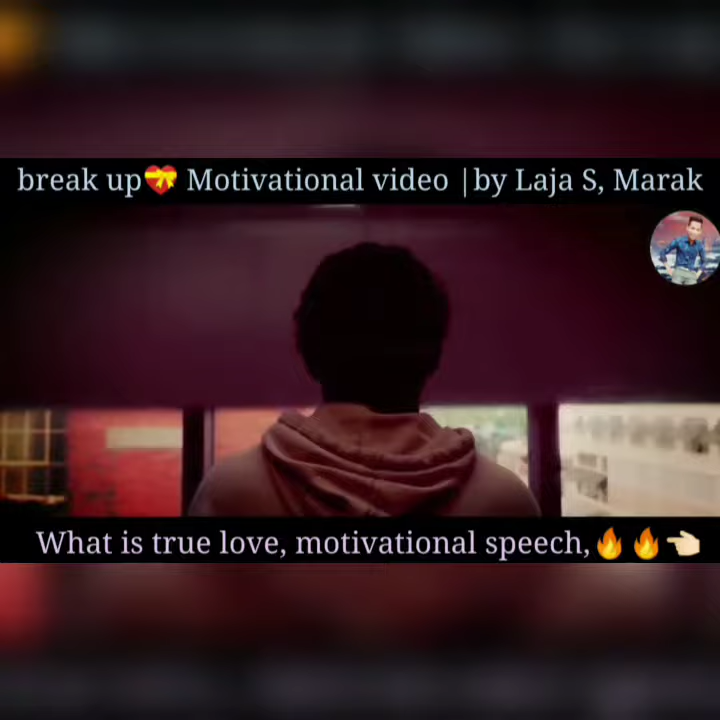 break up💝 Motivational video |by Laja S, Marak
What is true love, motivational speech,🔥🔥👈🏻